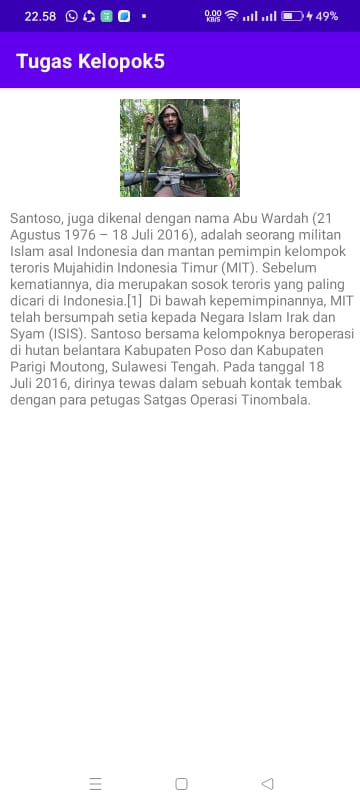 22.58 0.00 KB/S 49%
Tugas Kelopok5
Santoso, juga dikenal dengan nama Abu Wardah (21
Agustus 1976 – 18 Juli 2016), adalah seorang militan
Islam asal Indonesia dan mantan pemimpin kelompok
teroris Mujahidin Indonesia Timur (MIT). Sebelum
kematiannya, dia merupakan sosok teroris yang paling
dicari di Indonesia.[1]  Di bawah kepemimpinannya, MIT
telah bersumpah setia kepada Negara Islam Irak dan
Syam (ISIS). Santoso bersama kelompoknya beroperasi
di hutan belantara Kabupaten Poso dan Kabupaten
Parigi Moutong, Sulawesi Tengah. Pada tanggal 18
Juli 2016, dirinya tewas dalam sebuah kontak tembak
dengan para petugas Satgas Operasi Tinombala.